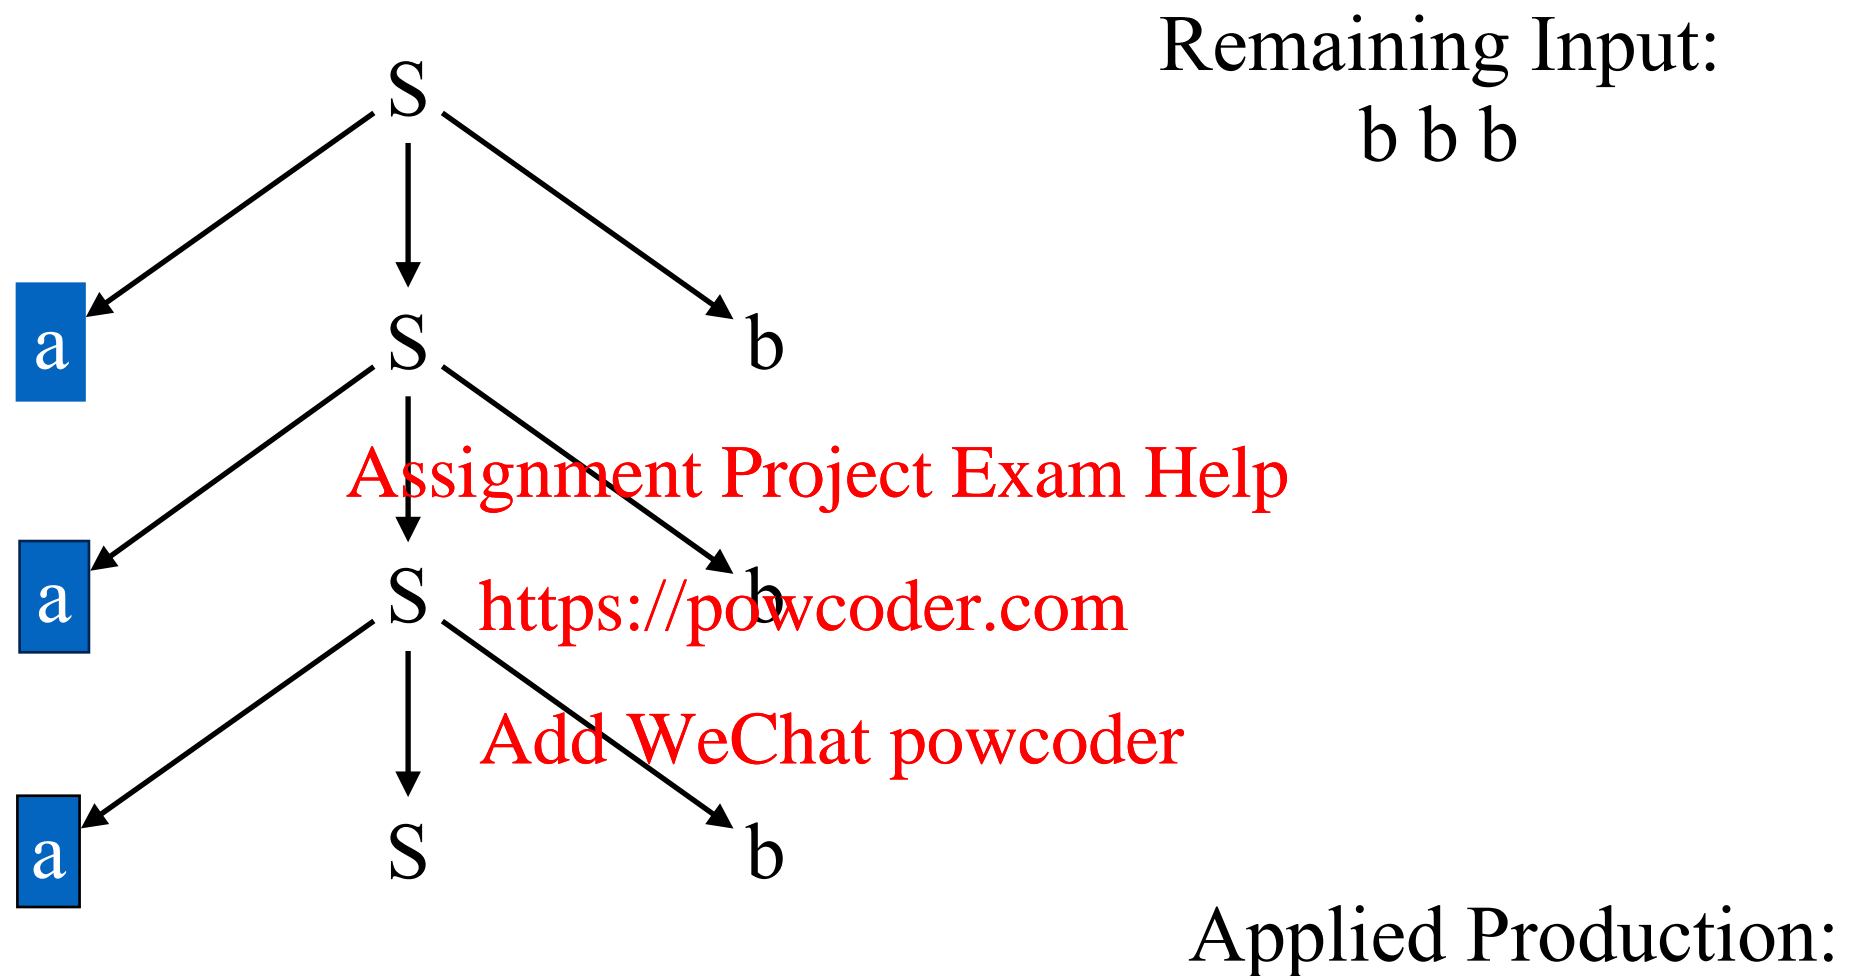 Remaining Input:
b b b
S
a S b
Assignment Project Exam Help
a S b
https://powcoder.com
Add WeChat powcoder
a S b
Applied Production: